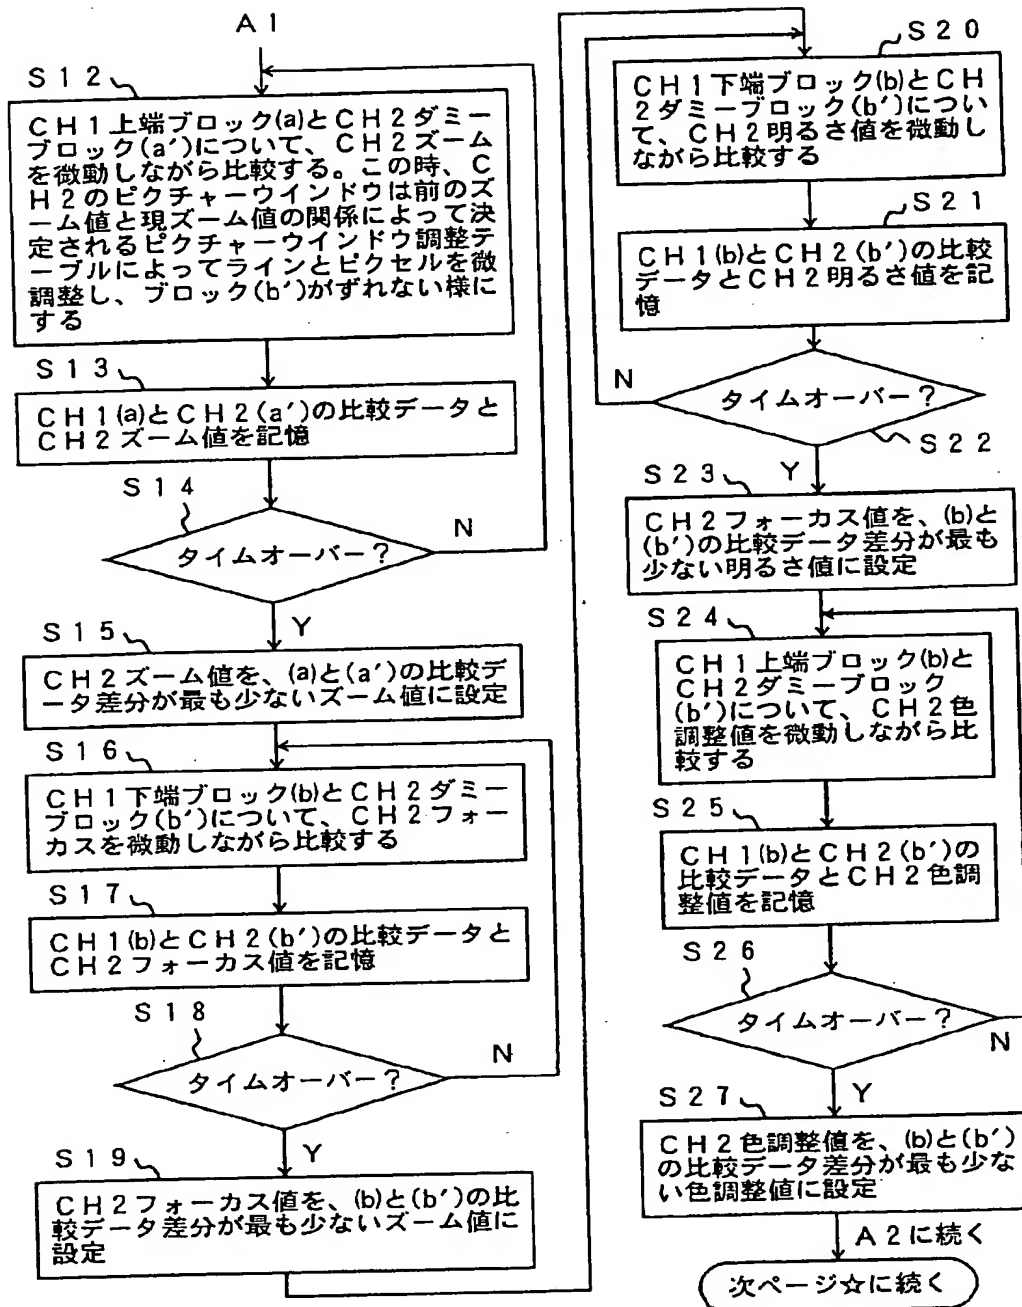 A1
S12
CH1上端ブロック(a)とCH2ダミー
ブロック(a′)について、CH2ズーム
を微動しながら比較する。この時、C
H2のピクチャーウインドウは前のズ
ーム値と現ズーム値の関係によって決
定されるピクチャーウインドウ調整テ
ーブルによってラインとピクセルを微
調整し、ブロック(b′)がずれない様に
する
S13
CH1(a)とCH2(a′)の比較データと
CH2ズーム値を記憶
S14
タイムオーバー?
N
Y
S15
CH2ズーム値を、(a)と(a′)の比較デ
ータ差分が最も少ないズーム値に設定
S16
CH1下端ブロック(b)とCH2ダミー
ブロック(b′)について、CH2フォー
カスを微動しながら比較する
S17
CH1(b)とCH2(b′)の比較データと
CH2フォーカス値を記憶
S18
タイムオーバー?
N
Y
S19
CH2フォーカス値を、(b)と(b′)の比
較データ差分が最も少ないズーム値に
設定
S20
CH1下端ブロック(b)とCH
2ダミーブロック(b′)につい
て、CH2明るさ値を微動し
ながら比較する
S21
CH1(b)とCH2(b′)の比較
データとCH2明るさ値を記
憶
N
タイムオーバー?
S22
Y
S23
CH2フォーカス値を、(b)と
(b′)の比較データ差分が最も
少ない明るさ値に設定
S24
CH1上端ブロック(b)と
CH2ダミーブロック
(b′)について、CH2色
調整値を微動しながら比
較する
S25
CH1(b)とCH2(b′)の
比較データとCH2色調
整値を記憶
S26
タイムオーバー?
N
Y
S27
CH2色調整値を、(b)と(b′)
の比較データ差分が最も少な
い色調整値に設定
A2に続く
次ページ☆に続く